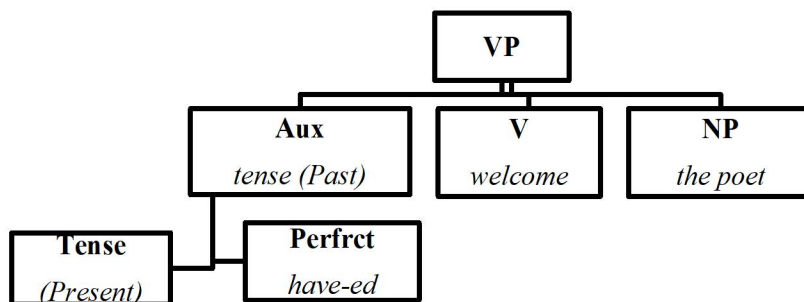 VP
Aux
tense (Past)
V
welcome
NP
the poet
Tense
(Present)
Perfrct
have-ed